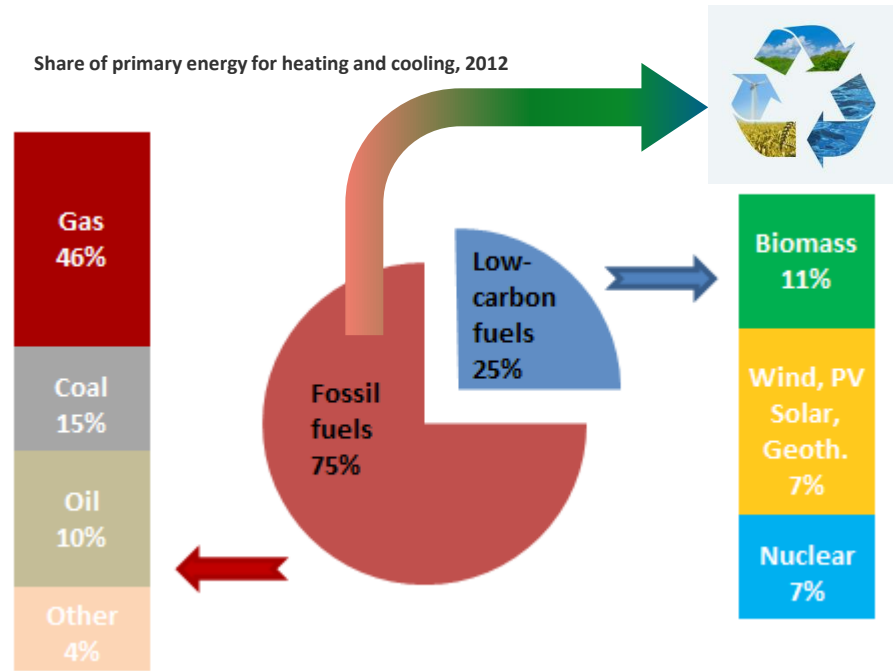 Share of primary energy for heating and cooling, 2012
Gas
46%
Coal
15%
Oil
10%
Other
4%
Fossil
fuels
75%
Low-
carbon
fuels
25%
Biomass
11%
Wind, PV
Solar,
Geoth.
7%
Nuclear
7%